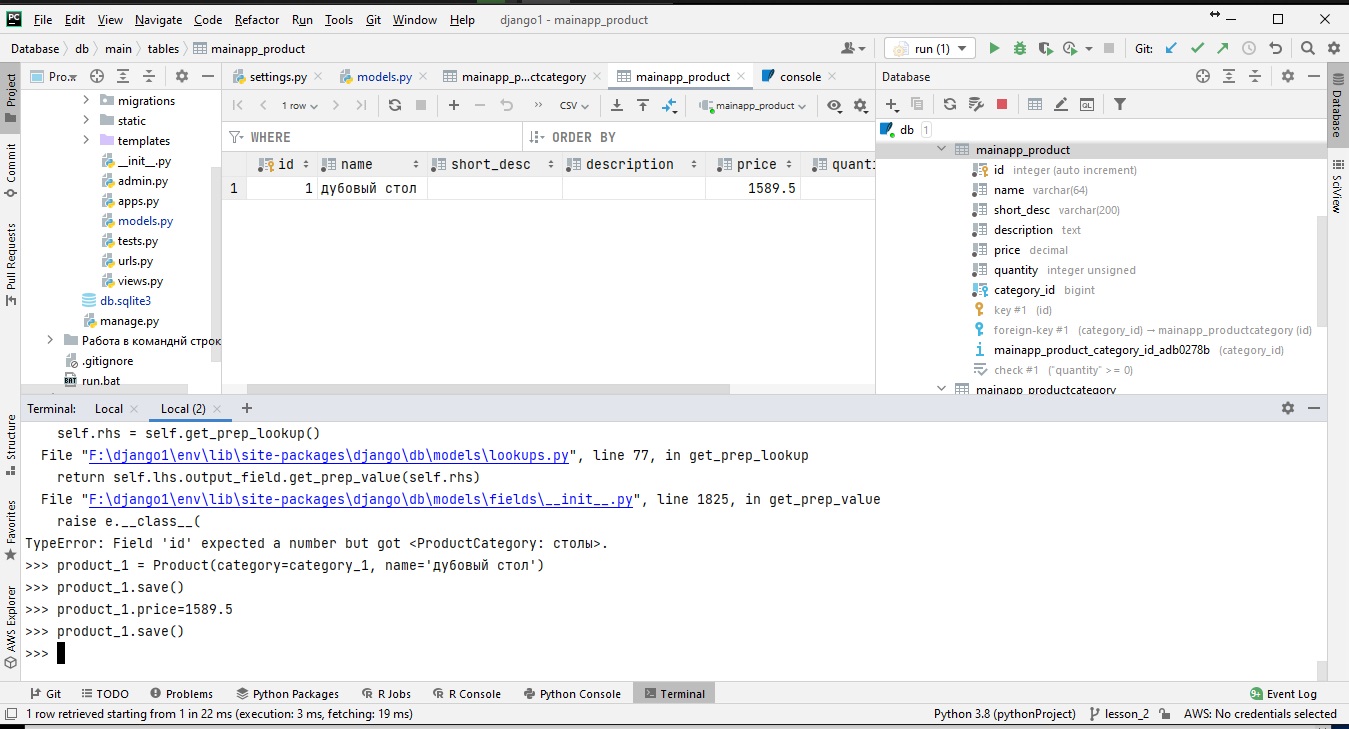 PC File Edit View Navigate Code Refactor Run Tools Git Window Help django1 - mainapp_product
Database db main tables mainapp_product run (1) Git:
Pro... settings.py models.py mainapp_p...ctcategory mainapp_product console Database
1 row CSV mainapp_product
WHERE ORDER BY
id name short_desc description price quanti
1 1 дубовый стол 1589.5
Project
Commit
Pull Requests
Structure
Favorites
AWS Explorer
migrations
static
templates
__init__.py
admin.py
apps.py
models.py
tests.py
urls.py
views.py
db.sqlite3
manage.py
Работа в команднй строк
.gitignore
run.bat
db 1
mainapp_product
id integer (auto increment)
name varchar(64)
short_desc varchar(200)
description text
price decimal
quantity integer unsigned
category_id bigint
key #1 (id)
foreign-key #1 (category_id) → mainapp_productcategory (id)
mainapp_product_category_id_adb0278b (category_id)
check #1 ("quantity" >= 0)
mainapp_productcategory
Database
SciView
Terminal: Local Local (2)
self.rhs = self.get_prep_lookup()
File "F:\django1\env\lib\site-packages\django\db\models\lookups.py", line 77, in get_prep_lookup
return self.lhs.output_field.get_prep_value(self.rhs)
File "F:\django1\env\lib\site-packages\django\db\models\fields\__init__.py", line 1825, in get_prep_value
raise e.__class__(
TypeError: Field 'id' expected a number but got <ProductCategory: столы>.
>>> product_1 = Product(category=category_1, name='дубовый стол')
>>> product_1.save()
>>> product_1.price=1589.5
>>> product_1.save()
>>>
Git TODO Problems Python Packages R Jobs R Console Python Console Terminal 9+ Event Log
1 row retrieved starting from 1 in 22 ms (execution: 3 ms, fetching: 19 ms) Python 3.8 (pythonProject) lesson_2 AWS: No credentials selected